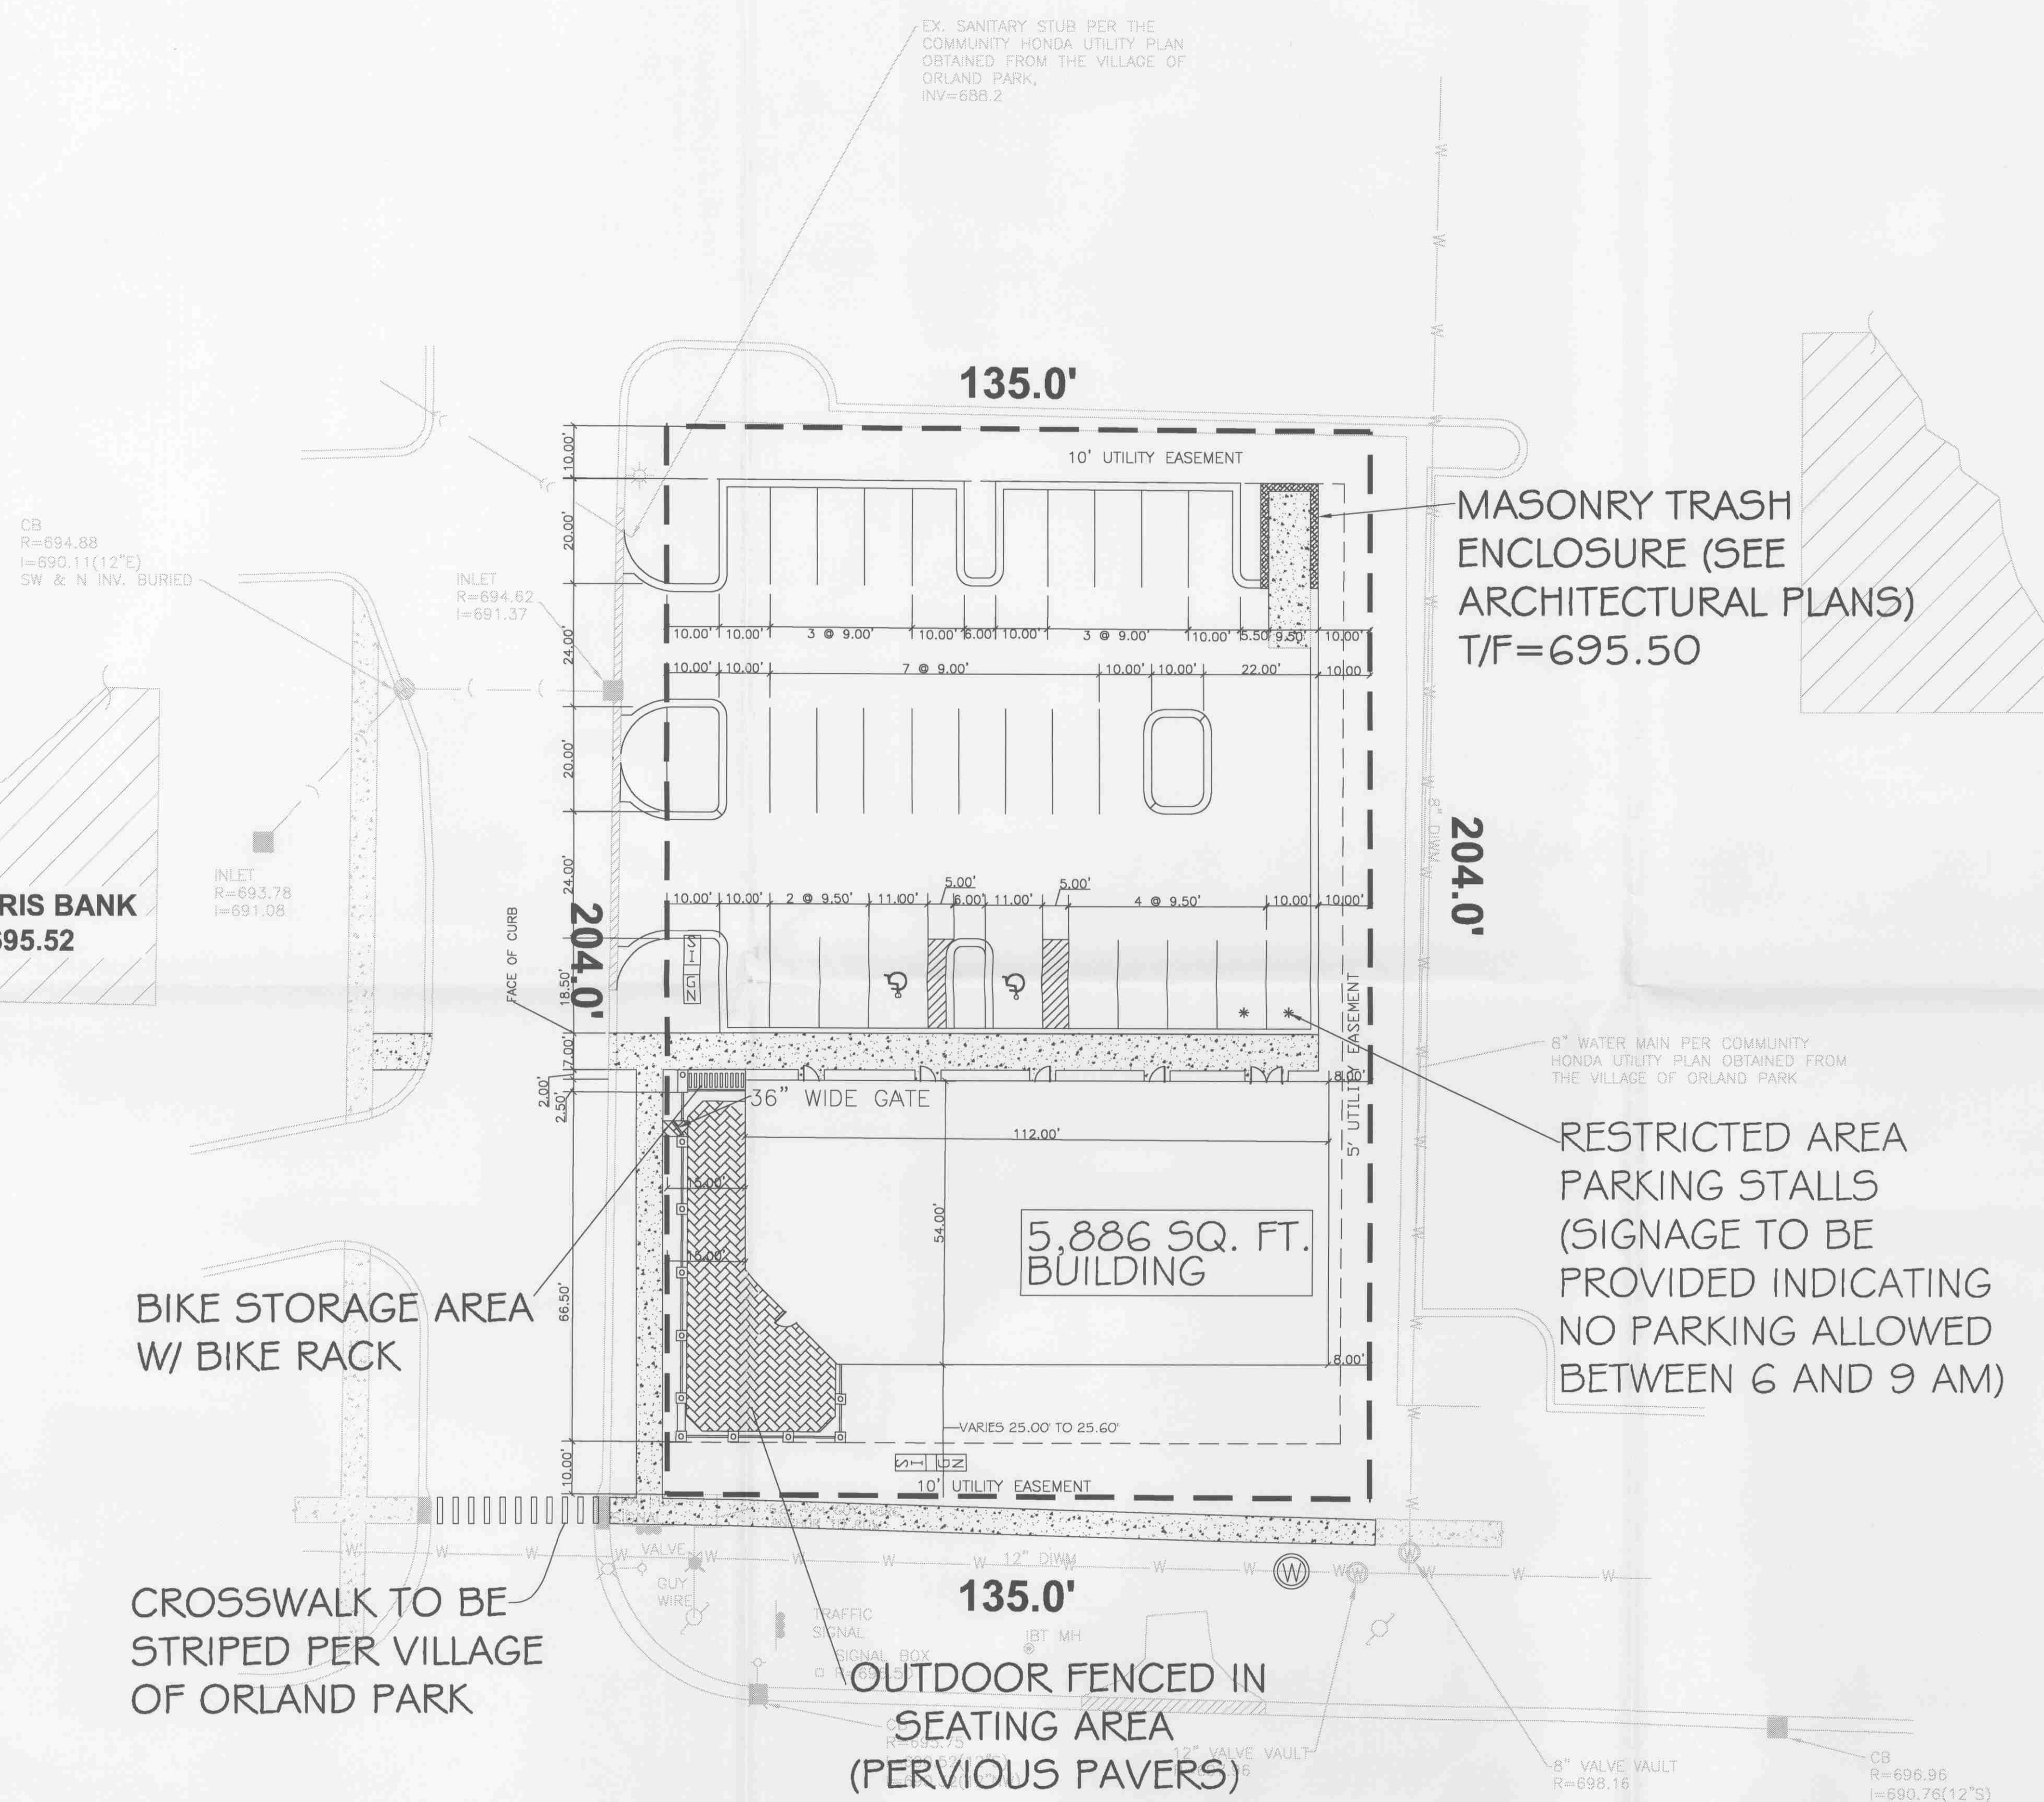 EX. SANITARY STUB PER THE
COMMUNITY HONDA UTILITY PLAN
OBTAINED FROM THE VILLAGE OF
ORLAND PARK,
INV=688.2
135.0'
10' UTILITY EASEMENT
MASONRY TRASH
ENCLOSURE (SEE
ARCHITECTURAL PLANS)
T/F=695.50
CB
R=694.88
I=690.11(12"E)
SW & N INV. BURIED
INLET
R=694.62
I=691.37
10.00'
20.00'
24.00'
20.00'
24.00'
18.50'
7.00'
2.00'
2.50'
66.50'
10.00'
10.00' 10.00' 3 @ 9.00' 10.00' 6.00' 10.00' 3 @ 9.00' 10.00' 5.50' 9.50' 10.00'
10.00' 10.00' 7 @ 9.00' 10.00' 10.00' 22.00' 10.00
8" DIWM
204.0'
INLET
R=693.78
I=691.08
RIS BANK
695.52
FACE OF CURB
204.0'
5.00' 5.00'
10.00' 10.00' 2 @ 9.50' 11.00' 6.00' 11.00' 4 @ 9.50' 10.00' 10.00'
SIGN
5' UTILITY EASEMENT
8" WATER MAIN PER COMMUNITY
HONDA UTILITY PLAN OBTAINED FROM
THE VILLAGE OF ORLAND PARK
8.00'
36" WIDE GATE
112.00'
15.00'
54.00'
15.00'
5,886 SQ. FT.
BUILDING
RESTRICTED AREA
PARKING STALLS
(SIGNAGE TO BE
PROVIDED INDICATING
NO PARKING ALLOWED
BETWEEN 6 AND 9 AM)
BIKE STORAGE AREA
W/ BIKE RACK
8.00'
VARIES 25.00' TO 25.60'
SIGN
10' UTILITY EASEMENT
W W W VALVE W W W W 12" DIWM W W W W W W
GUY
WIRE
135.0'
CROSSWALK TO BE
STRIPED PER VILLAGE
OF ORLAND PARK
TRAFFIC
SIGNAL
IBT MH
SIGNAL BOX
OUTDOOR FENCED IN
SEATING AREA
(PERVIOUS PAVERS)
CB
R=695.75
12" VALVE VAULT
8" VALVE VAULT
R=698.16
CB
R=696.96
I=690.76(12"S)